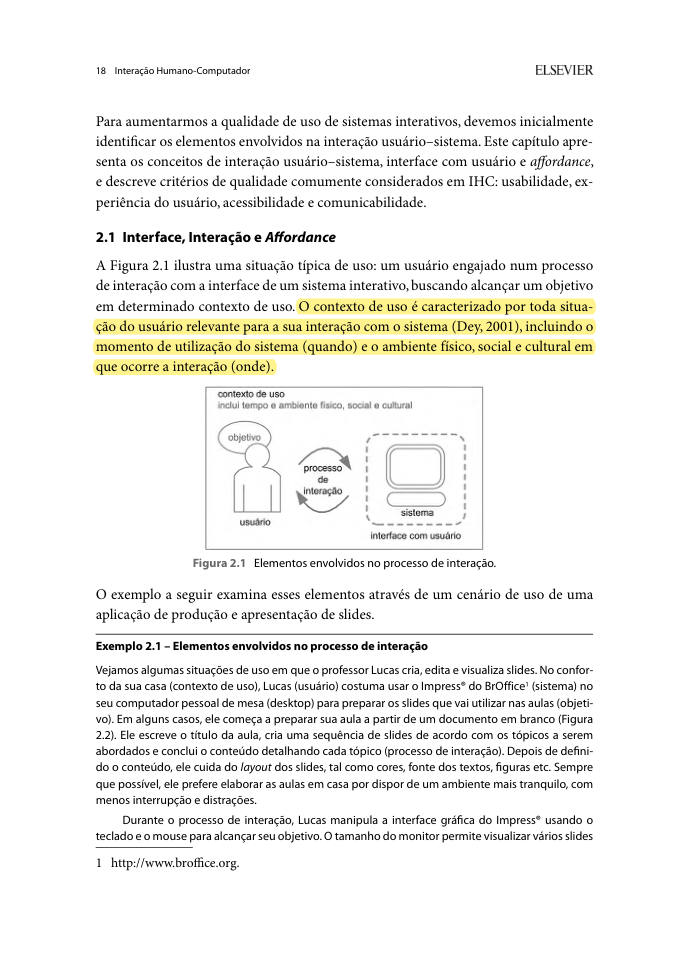 18 Interação Humano-Computador
ELSEVIER
Para aumentarmos a qualidade de uso de sistemas interativos, devemos inicialmente
identificar os elementos envolvidos na interação usuário–sistema. Este capítulo apre-
senta os conceitos de interação usuário–sistema, interface com usuário e affordance,
e descreve critérios de qualidade comumente considerados em IHC: usabilidade, ex-
periência do usuário, acessibilidade e comunicabilidade.
2.1 Interface, Interação e Affordance
A Figura 2.1 ilustra uma situação típica de uso: um usuário engajado num processo
de interação com a interface de um sistema interativo, buscando alcançar um objetivo
em determinado contexto de uso. O contexto de uso é caracterizado por toda situa-
ção do usuário relevante para a sua interação com o sistema (Dey, 2001), incluindo o
momento de utilização do sistema (quando) e o ambiente físico, social e cultural em
que ocorre a interação (onde).
contexto de uso
inclui tempo e ambiente físico, social e cultural
objetivo
processo
de
interação
usuário
sistema
interface com usuário
Figura 2.1 Elementos envolvidos no processo de interação.
O exemplo a seguir examina esses elementos através de um cenário de uso de uma
aplicação de produção e apresentação de slides.
Exemplo 2.1 – Elementos envolvidos no processo de interação
Vejamos algumas situações de uso em que o professor Lucas cria, edita e visualiza slides. No confor-
to da sua casa (contexto de uso), Lucas (usuário) costuma usar o Impress® do BrOffice¹ (sistema) no
seu computador pessoal de mesa (desktop) para preparar os slides que vai utilizar nas aulas (objeti-
vo). Em alguns casos, ele começa a preparar sua aula a partir de um documento em branco (Figura
2.2). Ele escreve o título da aula, cria uma sequência de slides de acordo com os tópicos a serem
abordados e conclui o conteúdo detalhando cada tópico (processo de interação). Depois de defini-
do o conteúdo, ele cuida do layout dos slides, tal como cores, fonte dos textos, figuras etc. Sempre
que possível, ele prefere elaborar as aulas em casa por dispor de um ambiente mais tranquilo, com
menos interrupção e distrações.
Durante o processo de interação, Lucas manipula a interface gráfica do Impress® usando o
teclado e o mouse para alcançar seu objetivo. O tamanho do monitor permite visualizar vários slides
1 http://www.broffice.org.